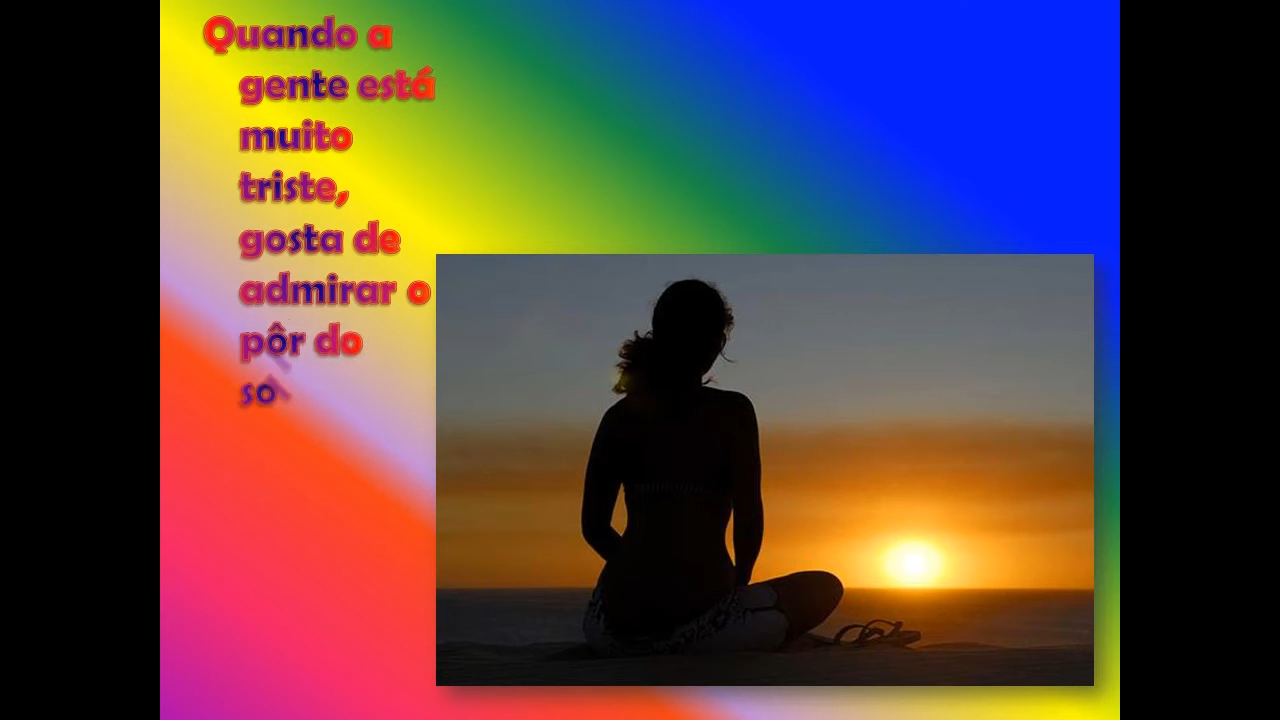 Quando a
gente está
muito
triste,
gosta de
admirar o
pôr do
so